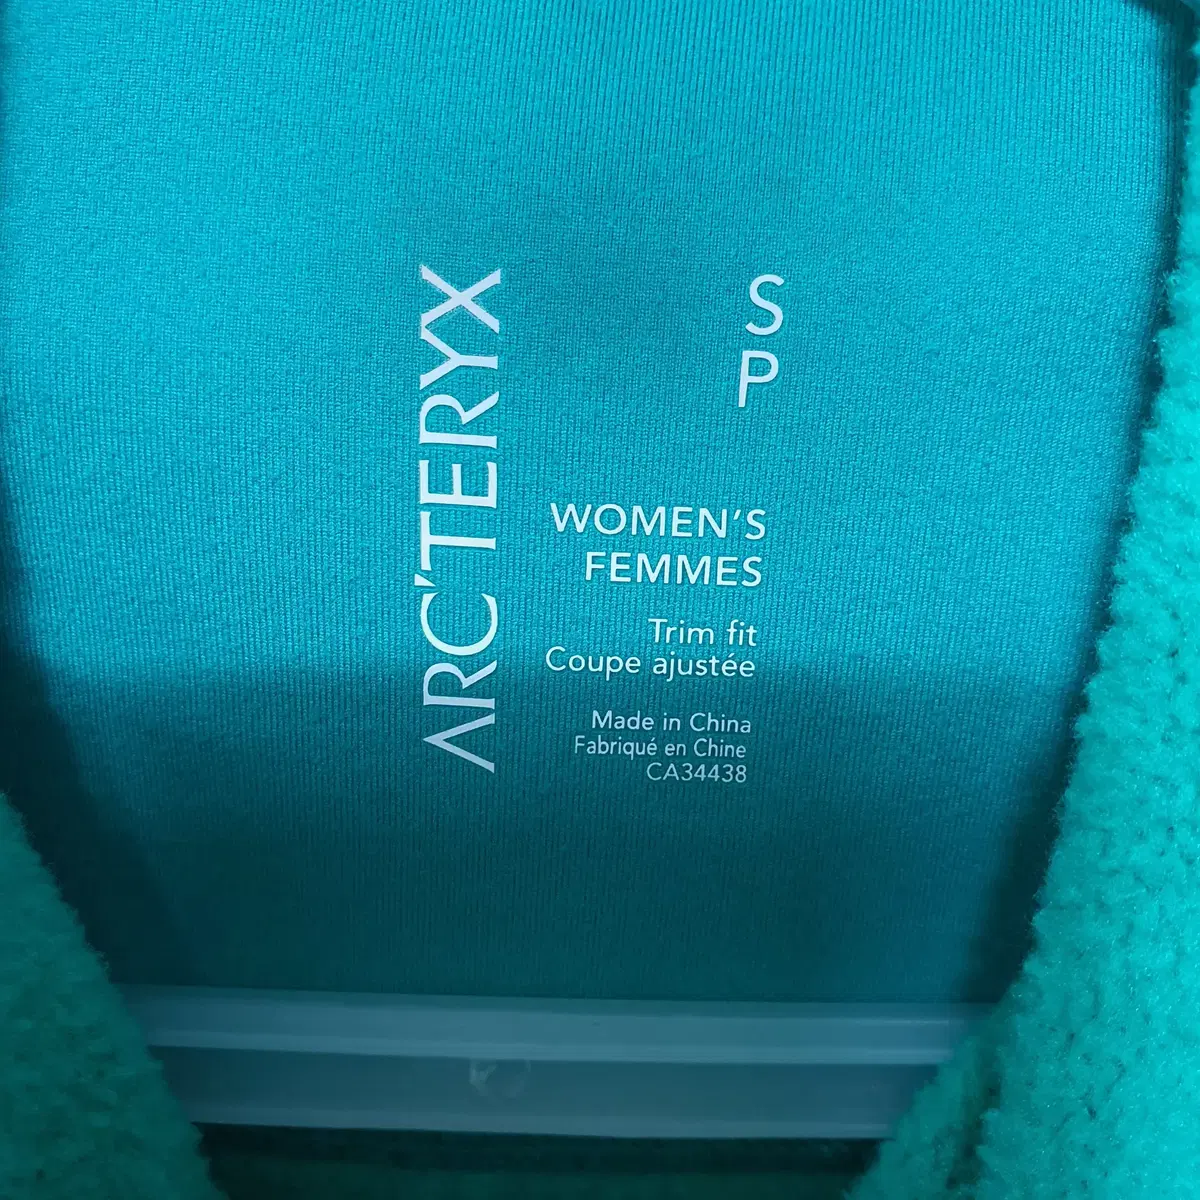 ARC'TERYX
S
P
WOMEN'S
FEMMES
Trim fit
Coupe ajustée
Made in China
Fabriqué en Chine
CA34438